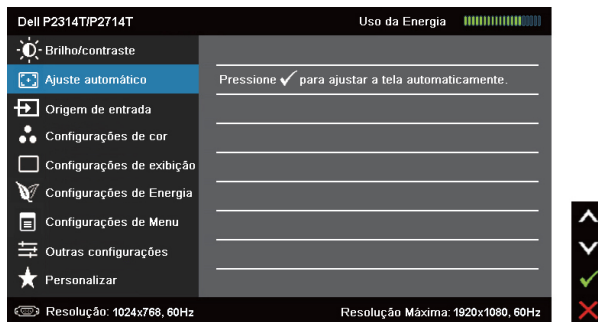 Dell P2314T/P2714T Uso da Energia
Brilho/contraste
Ajuste automático Pressione ✓ para ajustar a tela automaticamente.
Origem de entrada
Configurações de cor
Configurações de exibição
Configurações de Energia
Configurações de Menu
Outras configurações
Personalizar
Resolução: 1024x768, 60Hz Resolução Máxima: 1920x1080, 60Hz